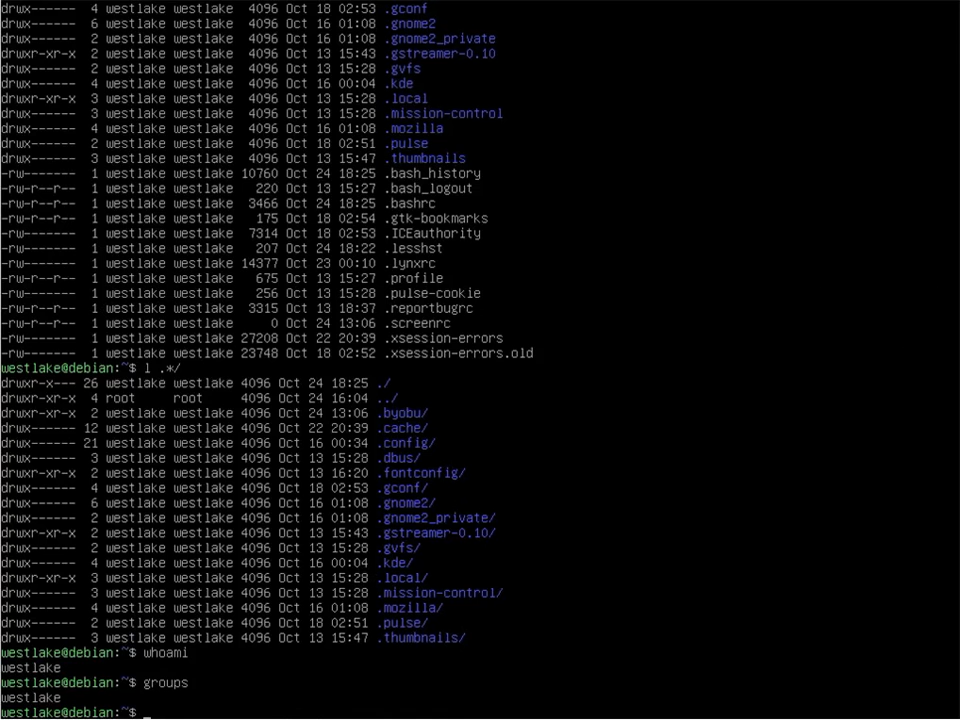 drwx------ 4 westlake westlake 4096 Oct 18 02:53 .gconf
drwx------ 6 westlake westlake 4096 Oct 16 01:08 .gnome2
drwx------ 2 westlake westlake 4096 Oct 16 01:08 .gnome2_private
drwxr-xr-x 2 westlake westlake 4096 Oct 13 15:43 .gstreamer-0.10
drwx------ 2 westlake westlake 4096 Oct 13 15:28 .gvfs
drwx------ 4 westlake westlake 4096 Oct 16 00:04 .kde
drwxr-xr-x 3 westlake westlake 4096 Oct 13 15:28 .local
drwx------ 3 westlake westlake 4096 Oct 13 15:28 .mission-control
drwx------ 4 westlake westlake 4096 Oct 16 01:08 .mozilla
drwx------ 2 westlake westlake 4096 Oct 18 02:51 .pulse
drwx------ 3 westlake westlake 4096 Oct 13 15:47 .thumbnails
-rw------- 1 westlake westlake 10760 Oct 24 18:25 .bash_history
-rw-r--r-- 1 westlake westlake 220 Oct 13 15:27 .bash_logout
-rw-r--r-- 1 westlake westlake 3466 Oct 24 18:25 .bashrc
-rw-r--r-- 1 westlake westlake 175 Oct 18 02:54 .gtk-bookmarks
-rw------- 1 westlake westlake 7314 Oct 18 02:53 .ICEauthority
-rw------- 1 westlake westlake 207 Oct 24 18:22 .lesshst
-rw------- 1 westlake westlake 14377 Oct 23 00:10 .lynxrc
-rw-r--r-- 1 westlake westlake 675 Oct 13 15:27 .profile
-rw------- 1 westlake westlake 256 Oct 13 15:28 .pulse-cookie
-rw-r--r-- 1 westlake westlake 3315 Oct 13 18:37 .reportbugrc
-rw-r--r-- 1 westlake westlake 0 Oct 24 13:06 .screenrc
-rw------- 1 westlake westlake 27208 Oct 22 20:39 .xsession-errors
-rw------- 1 westlake westlake 23748 Oct 18 02:52 .xsession-errors.old
westlake@debian:~$ l .*/
drwxr-x--- 26 westlake westlake 4096 Oct 24 18:25 ./
drwxr-xr-x 4 root root 4096 Oct 24 16:04 ../
drwxr-xr-x 2 westlake westlake 4096 Oct 24 13:06 .byobu/
drwx------ 12 westlake westlake 4096 Oct 22 20:39 .cache/
drwx------ 21 westlake westlake 4096 Oct 16 00:34 .config/
drwx------ 3 westlake westlake 4096 Oct 13 15:28 .dbus/
drwxr-xr-x 2 westlake westlake 4096 Oct 13 16:20 .fontconfig/
drwx------ 4 westlake westlake 4096 Oct 18 02:53 .gconf/
drwx------ 6 westlake westlake 4096 Oct 16 01:08 .gnome2/
drwx------ 2 westlake westlake 4096 Oct 16 01:08 .gnome2_private/
drwxr-xr-x 2 westlake westlake 4096 Oct 13 15:43 .gstreamer-0.10/
drwx------ 2 westlake westlake 4096 Oct 13 15:28 .gvfs/
drwx------ 4 westlake westlake 4096 Oct 16 00:04 .kde/
drwxr-xr-x 3 westlake westlake 4096 Oct 13 15:28 .local/
drwx------ 3 westlake westlake 4096 Oct 13 15:28 .mission-control/
drwx------ 4 westlake westlake 4096 Oct 16 01:08 .mozilla/
drwx------ 2 westlake westlake 4096 Oct 18 02:51 .pulse/
drwx------ 3 westlake westlake 4096 Oct 13 15:47 .thumbnails/
westlake@debian:~$ whoami
westlake
westlake@debian:~$ groups
westlake
westlake@debian:~$ _